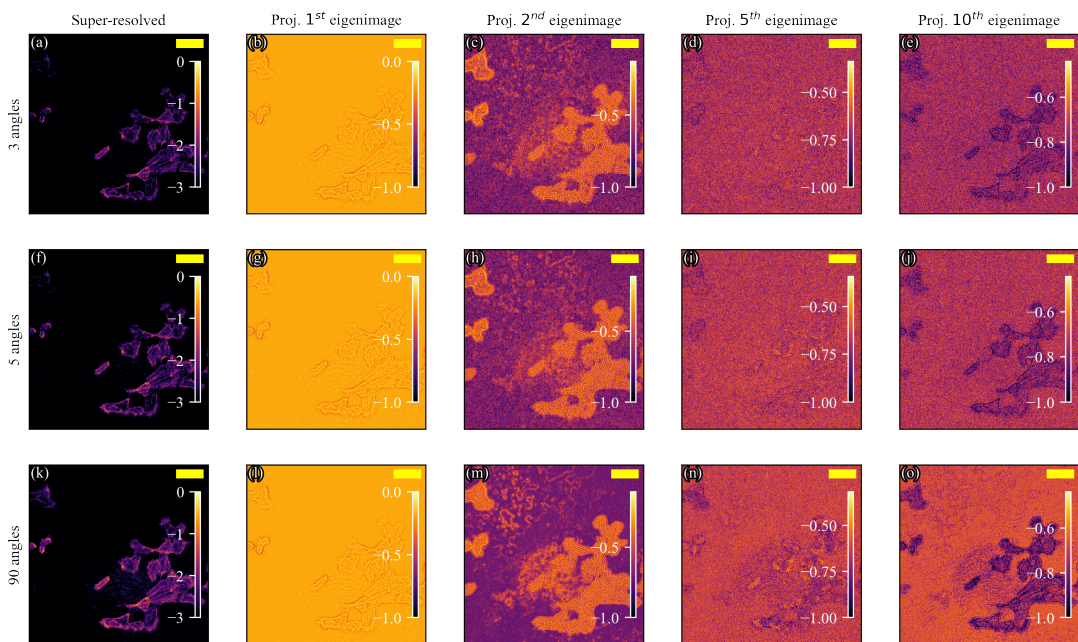 Super-resolved
Proj. 1st eigenimage
Proj. 2nd eigenimage
Proj. 5th eigenimage
Proj. 10th eigenimage
3 angles
(a)
0
−1
−2
−3
(b)
0.0
−0.5
−1.0
(c)
0.0
−0.5
−1.0
(d)
−0.50
−0.75
−1.00
(e)
−0.6
−0.8
−1.0
5 angles
(f)
0
−1
−2
−3
(g)
0.0
−0.5
−1.0
(h)
−0.5
−1.0
(i)
−0.50
−0.75
−1.00
(j)
−0.6
−0.8
−1.0
90 angles
(k)
0
−1
−2
−3
(l)
0.0
−0.5
−1.0
(m)
−0.5
−1.0
(n)
−0.50
−0.75
−1.00
(o)
−0.6
−0.8
−1.0